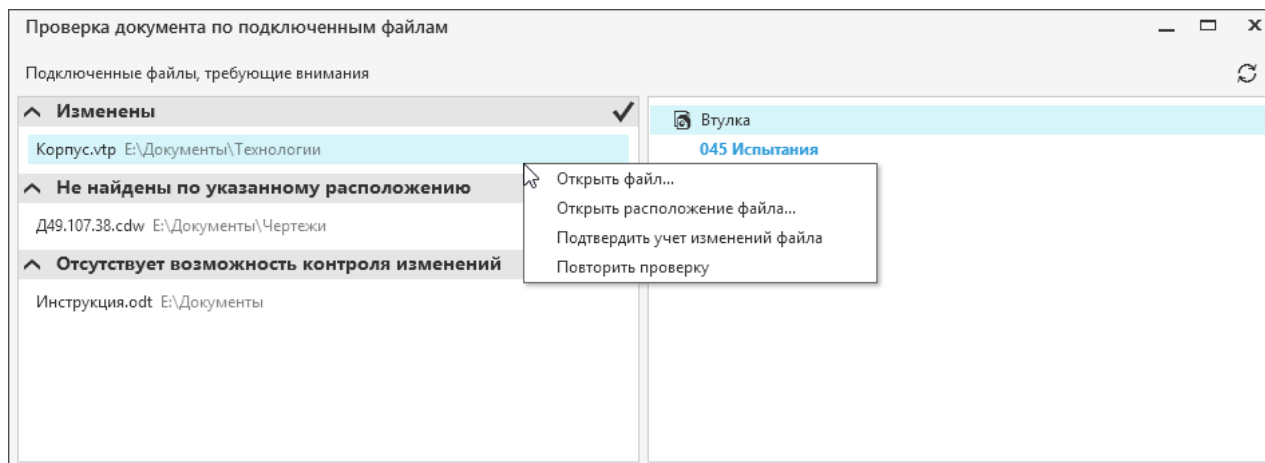 Проверка документа по подключенным файлам
Подключенные файлы, требующие внимания
Изменены
Корпус.vtp E:\Документы\Технологии
Не найдены по указанному расположению
Д49.107.38.cdw E:\Документы\Чертежи
Отсутствует возможность контроля изменений
Инструкция.odt E:\Документы
Втулка
045 Испытания
Открыть файл...
Открыть расположение файла...
Подтвердить учет изменений файла
Повторить проверку